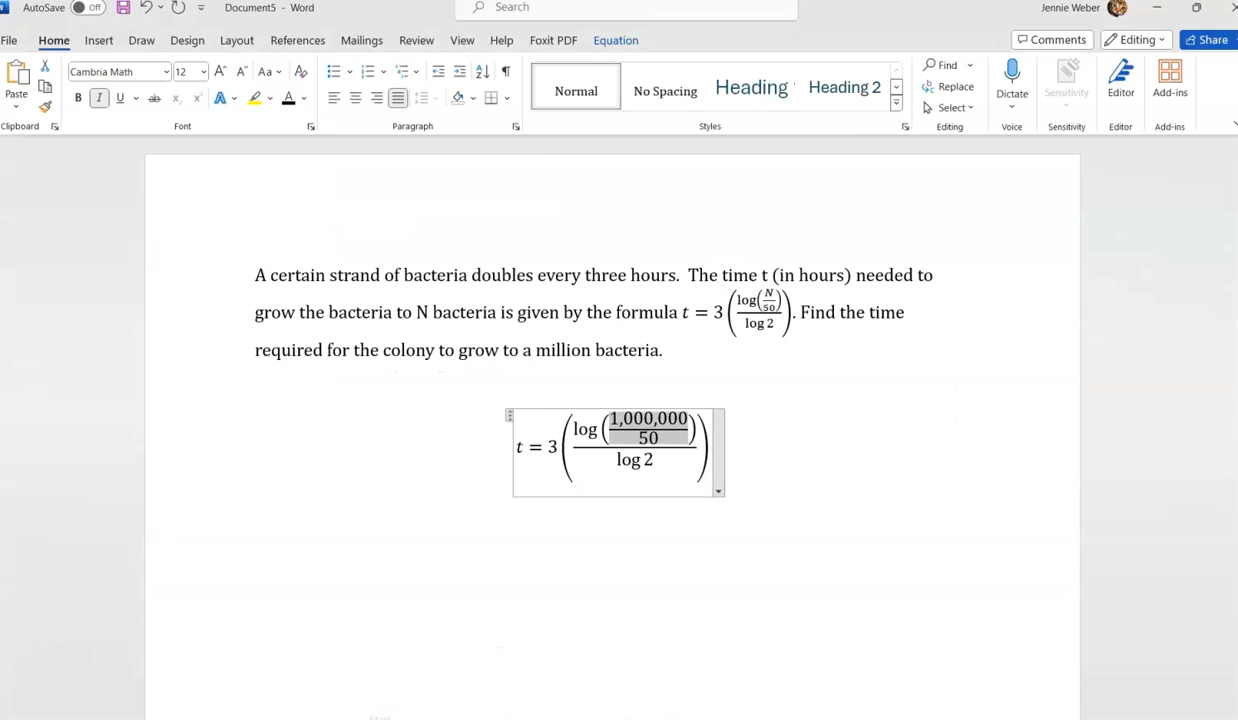 AutoSave Off Document5 - Word Search Jennie Weber
File Home Insert Draw Design Layout References Mailings Review View Help Foxit PDF Equation Comments Editing Share
Paste Cambria Math 12 A A Aa A Normal No Spacing Heading Heading 2 Find Replace Select Dictate Sensitivity Editor Add-ins
B I U ab x x A A
Clipboard Font Paragraph Styles Editing Voice Sensitivity Editor Add-ins
A certain strand of bacteria doubles every three hours. The time t (in hours) needed to
grow the bacteria to N bacteria is given by the formula t = 3(log(N/50)/log 2). Find the time
required for the colony to grow to a million bacteria.
t = 3(log(1,000,000/50)/log 2)